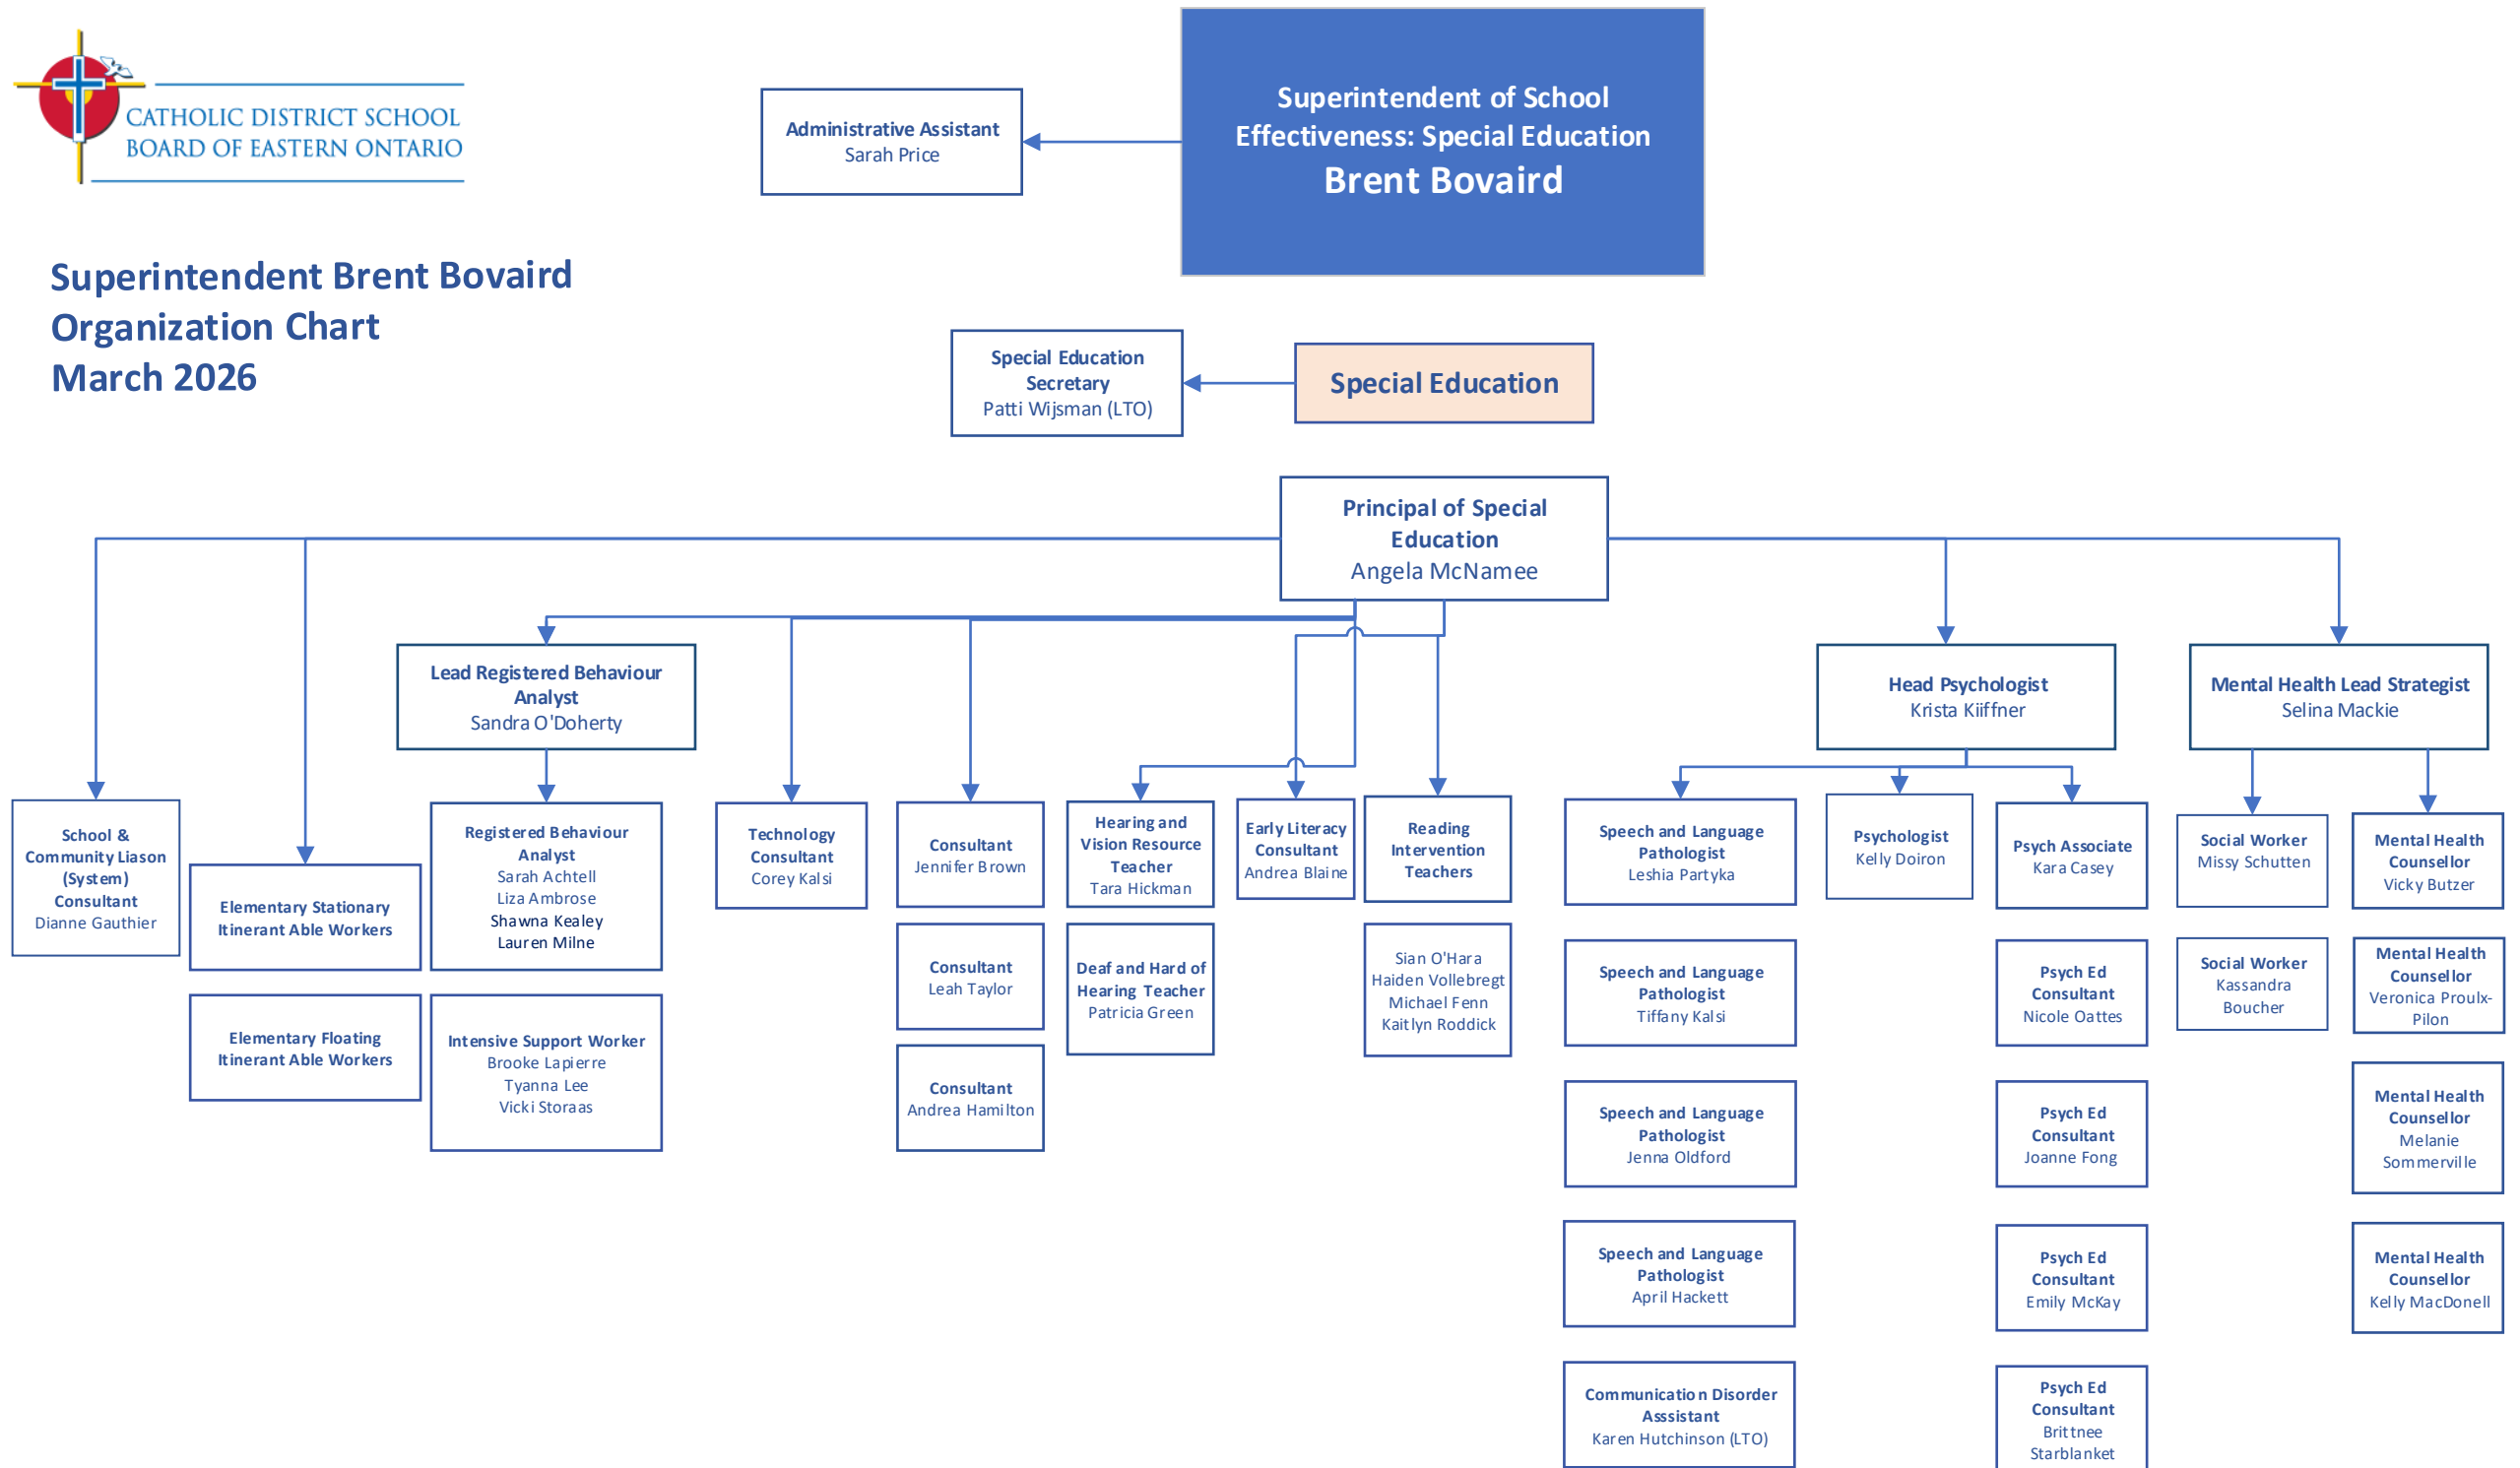 CATHOLIC DISTRICT SCHOOL
BOARD OF EASTERN ONTARIO
Superintendent of School
Effectiveness: Special Education
Brent Bovaird
Administrative Assistant
Sarah Price
Superintendent Brent Bovaird
Organization Chart
March 2026
Special Education
Secretary
Patti Wijsman (LTO)
Special Education
Principal of Special
Education
Angela McNamee
Lead Registered Behaviour
Analyst
Sandra O'Doherty
Head Psychologist
Krista Kiiffner
Mental Health Lead Strategist
Selina Mackie
School &
Community Liason
(System)
Consultant
Dianne Gauthier
Elementary Stationary
Itinerant Able Workers
Elementary Floating
Itinerant Able Workers
Registered Behaviour
Analyst
Sarah Achtell
Liza Ambrose
Shawna Kealey
Lauren Milne
Intensive Support Worker
Brooke Lapierre
Tyanna Lee
Vicki Storaas
Technology
Consultant
Corey Kalsi
Consultant
Jennifer Brown
Consultant
Leah Taylor
Consultant
Andrea Hamilton
Hearing and
Vision Resource
Teacher
Tara Hickman
Deaf and Hard of
Hearing Teacher
Patricia Green
Early Literacy
Consultant
Andrea Blaine
Reading
Intervention
Teachers
Sian O'Hara
Haiden Vollebregt
Michael Fenn
Kaitlyn Roddick
Speech and Language
Pathologist
Leshia Partyka
Speech and Language
Pathologist
Tiffany Kalsi
Speech and Language
Pathologist
Jenna Oldford
Speech and Language
Pathologist
April Hackett
Communication Disorder
Asssistant
Karen Hutchinson (LTO)
Psychologist
Kelly Doiron
Psych Associate
Kara Casey
Psych Ed
Consultant
Nicole Oattes
Psych Ed
Consultant
Joanne Fong
Psych Ed
Consultant
Emily McKay
Psych Ed
Consultant
Brittnee
Starblanket
Social Worker
Missy Schutten
Social Worker
Kassandra
Boucher
Mental Health
Counsellor
Vicky Butzer
Mental Health
Counsellor
Veronica Proulx-
Pilon
Mental Health
Counsellor
Melanie
Sommerville
Mental Health
Counsellor
Kelly MacDonell